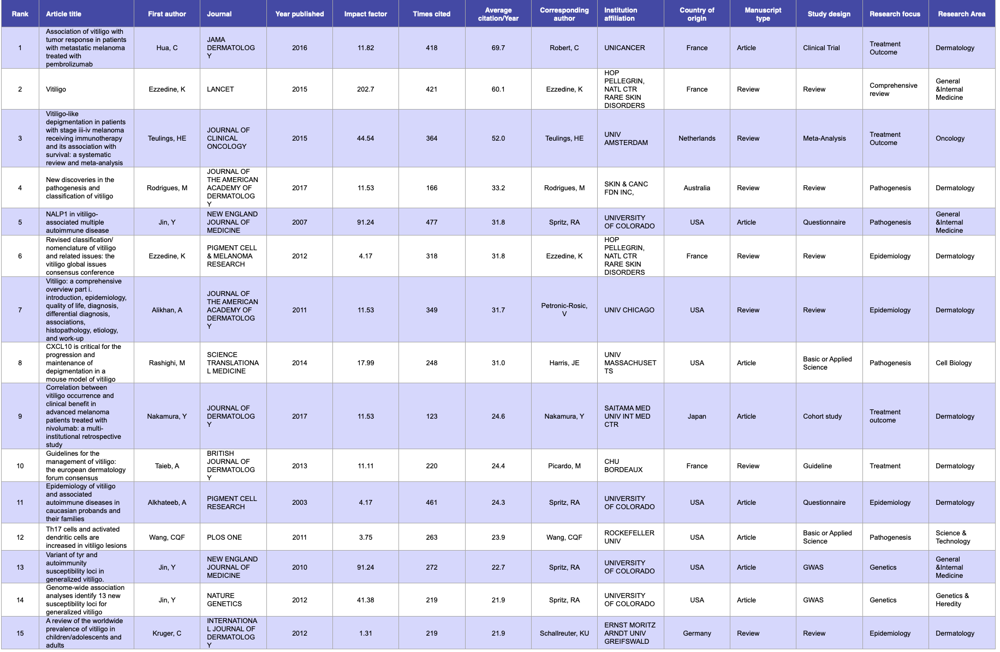 Rank Article title First author Journal Year published Impact factor Times cited Average citation/Year Corresponding author Institution affiliation Country of origin Manuscript type Study design Research focus Research Area
1
Association of vitiligo with
tumor response in patients
with metastatic melanoma
treated with
pembrolizumab
Hua, C
JAMA
DERMATOLOG
Y
2016
11.82
418
69.7
Robert, C
UNICANCER
France
Article
Clinical Trial
Treatment
Outcome
Dermatology
2
Vitiligo
Ezzedine, K
LANCET
2015
202.7
421
60.1
Ezzedine, K
HOP
PELLEGRIN,
NATL CTR
RARE SKIN
DISORDERS
France
Review
Review
Comprehensive
review
General
&Internal
Medicine
3
Vitiligo-like
depigmentation in patients
with stage iii-iv melanoma
receiving immunotherapy
and its association with
survival: a systematic
review and meta-analysis
Teulings, HE
JOURNAL OF
CLINICAL
ONCOLOGY
2015
44.54
364
52.0
Teulings, HE
UNIV
AMSTERDAM
Netherlands
Review
Meta-Analysis
Treatment
Outcome
Oncology
4
New discoveries in the
pathogenesis and
classification of vitiligo
Rodrigues, M
JOURNAL OF
THE AMERICAN
ACADEMY OF
DERMATOLOG
Y
2017
11.53
166
33.2
Rodrigues, M
SKIN & CANC
FDN INC,
Australia
Review
Review
Pathogenesis
Dermatology
5
NALP1 in vitiligo-
associated multiple
autoimmune disease
Jin, Y
NEW ENGLAND
JOURNAL OF
MEDICINE
2007
91.24
477
31.8
Spritz, RA
UNIVERSITY
OF COLORADO
USA
Article
Questionnaire
Pathogenesis
General
&Internal
Medicine
6
Revised classification/
nomenclature of vitiligo
and related issues: the
vitiligo global issues
consensus conference
Ezzedine, K
PIGMENT CELL
& MELANOMA
RESEARCH
2012
4.17
318
31.8
Ezzedine, K
HOP
PELLEGRIN,
NATL CTR
RARE SKIN
DISORDERS
France
Review
Review
Epidemiology
Dermatology
7
Vitiligo: a comprehensive
overview part i.
introduction, epidemiology,
quality of life, diagnosis,
differential diagnosis,
associations,
histopathology, etiology,
and work-up
Alikhan, A
JOURNAL OF
THE AMERICAN
ACADEMY OF
DERMATOLOG
Y
2011
11.53
349
31.7
Petronic-Rosic,
V
UNIV CHICAGO
USA
Review
Review
Epidemiology
Dermatology
8
CXCL10 is critical for the
progression and
maintenance of
depigmentation in a
mouse model of vitiligo
Rashighi, M
SCIENCE
TRANSLATIONA
L MEDICINE
2014
17.99
248
31.0
Harris, JE
UNIV
MASSACHUSET
TS
USA
Article
Basic or Applied
Science
Pathogenesis
Cell Biology
9
Correlation between
vitiligo occurrence and
clinical benefit in
advanced melanoma
patients treated with
nivolumab: a multi-
institutional retrospective
study
Nakamura, Y
JOURNAL OF
DERMATOLOG
Y
2017
11.53
123
24.6
Nakamura, Y
SAITAMA MED
UNIV INT MED
CTR
Japan
Article
Cohort study
Treatment
outcome
Dermatology
10
Guidelines for the
management of vitiligo:
the european dermatology
forum consensus
Taieb, A
BRITISH
JOURNAL OF
DERMATOLOG
Y
2013
11.11
220
24.4
Picardo, M
CHU
BORDEAUX
France
Review
Guideline
Treatment
Dermatology
11
Epidemiology of vitiligo
and associated
autoimmune diseases in
caucasian probands and
their families
Alkhateeb, A
PIGMENT CELL
RESEARCH
2003
4.17
461
24.3
Spritz, RA
UNIVERSITY
OF COLORADO
USA
Article
Questionnaire
Epidemiology
Dermatology
12
Th17 cells and activated
dendritic cells are
increased in vitiligo lesions
Wang, CQF
PLOS ONE
2011
3.75
263
23.9
Wang, CQF
ROCKEFELLER
UNIV
USA
Article
Basic or Applied
Science
Pathogenesis
Science &
Technology
13
Variant of tyr and
autoimmunity
susceptibility loci in
generalized vitiligo.
Jin, Y
NEW ENGLAND
JOURNAL OF
MEDICINE
2010
91.24
272
22.7
Spritz, RA
UNIVERSITY
OF COLORADO
USA
Article
GWAS
Genetics
General
&Internal
Medicine
14
Genome-wide association
analyses identify 13 new
susceptibility loci for
generalized vitiligo
Jin, Y
NATURE
GENETICS
2012
41.38
219
21.9
Spritz, RA
UNIVERSITY
OF COLORADO
USA
Article
GWAS
Genetics
Genetics &
Heredity
15
A review of the worldwide
prevalence of vitiligo in
children/adolescents and
adults
Kruger, C
INTERNATIONA
L JOURNAL OF
DERMATOLOG
Y
2012
1.31
219
21.9
Schallreuter, KU
ERNST MORITZ
ARNDT UNIV
GREIFSWALD
Germany
Review
Review
Epidemiology
Dermatology